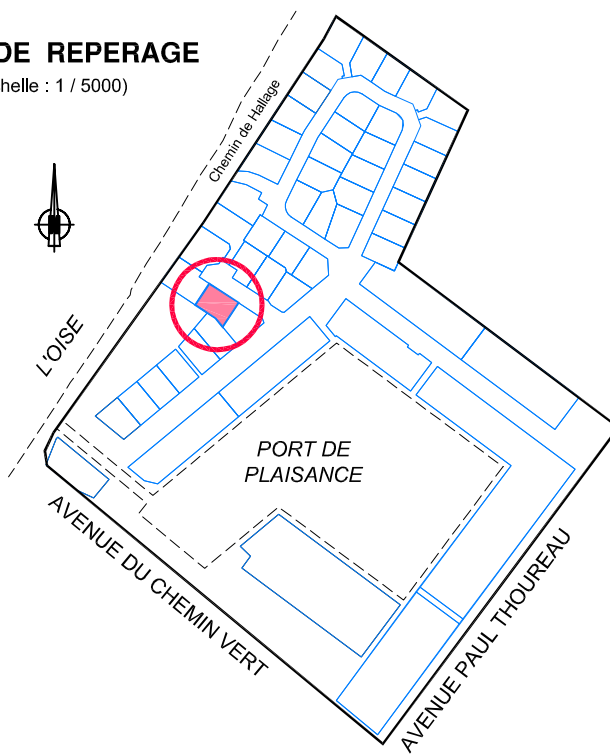 DE REPERAGE
helle : 1 / 5000)
Chemin de Hallage
L'OISE
PORT DE
PLAISANCE
AVENUE DU CHEMIN VERT
AVENUE PAUL THOUREAU